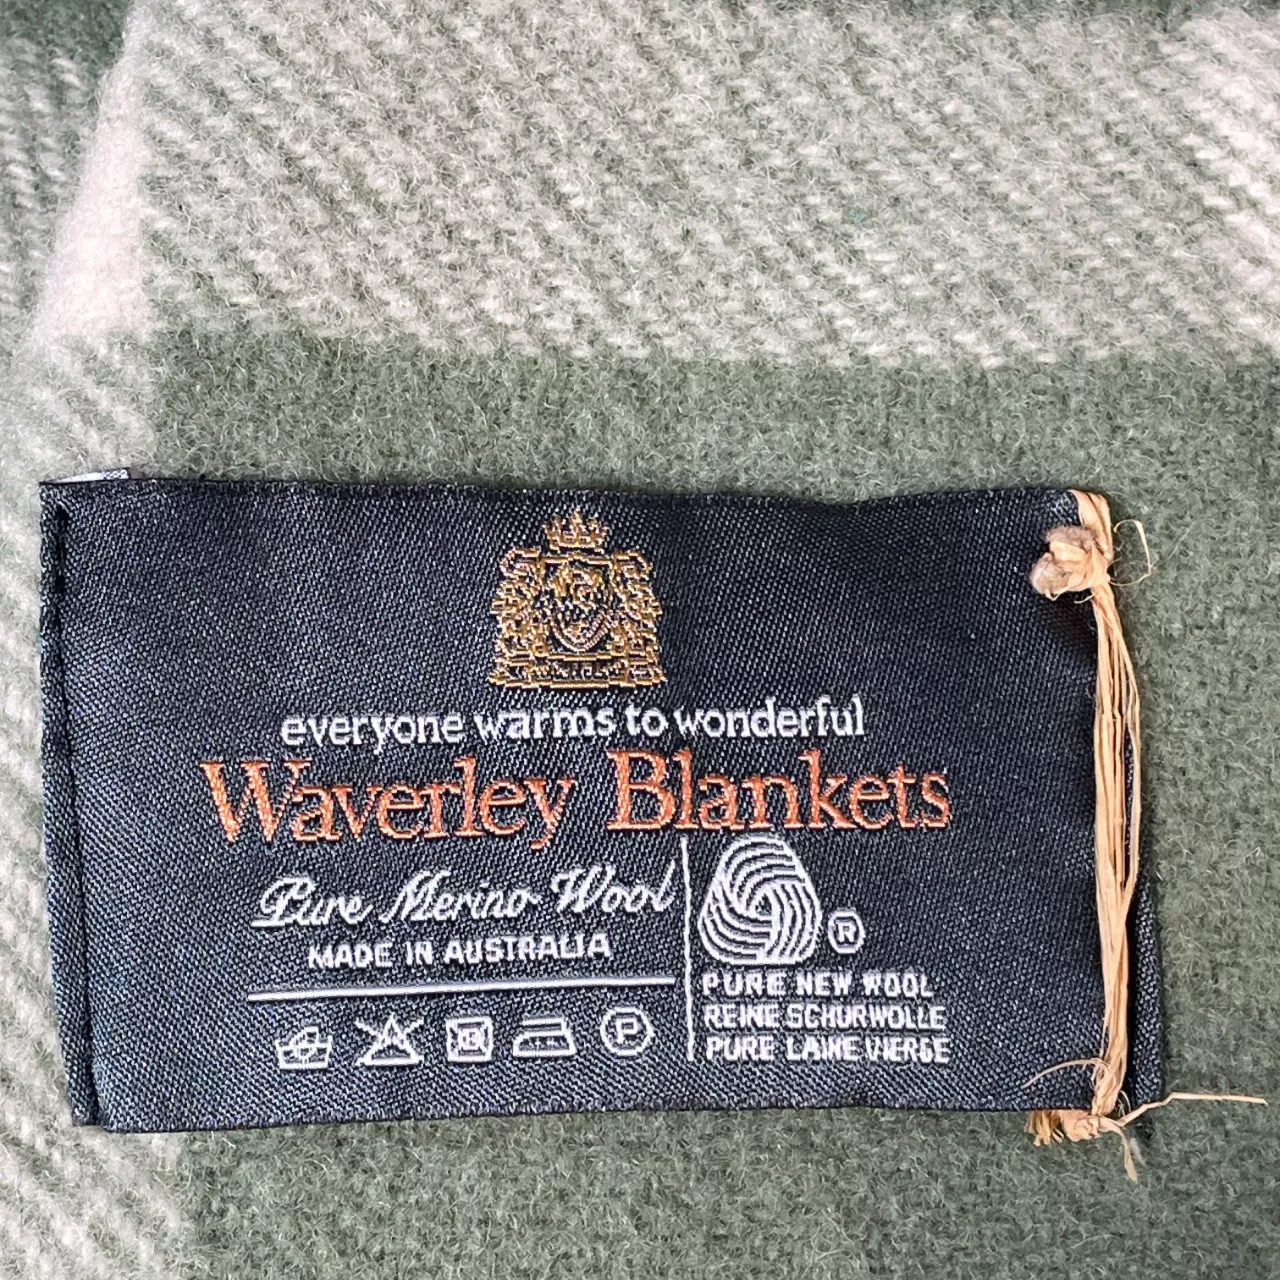 everyone warms to wonderful
Waverley Blankets
Pure Merino Wool
MADE IN AUSTRALIA
®
PURE NEW WOOL
REINE SCHURWOLLE
PURE LAINE VIERGE
P